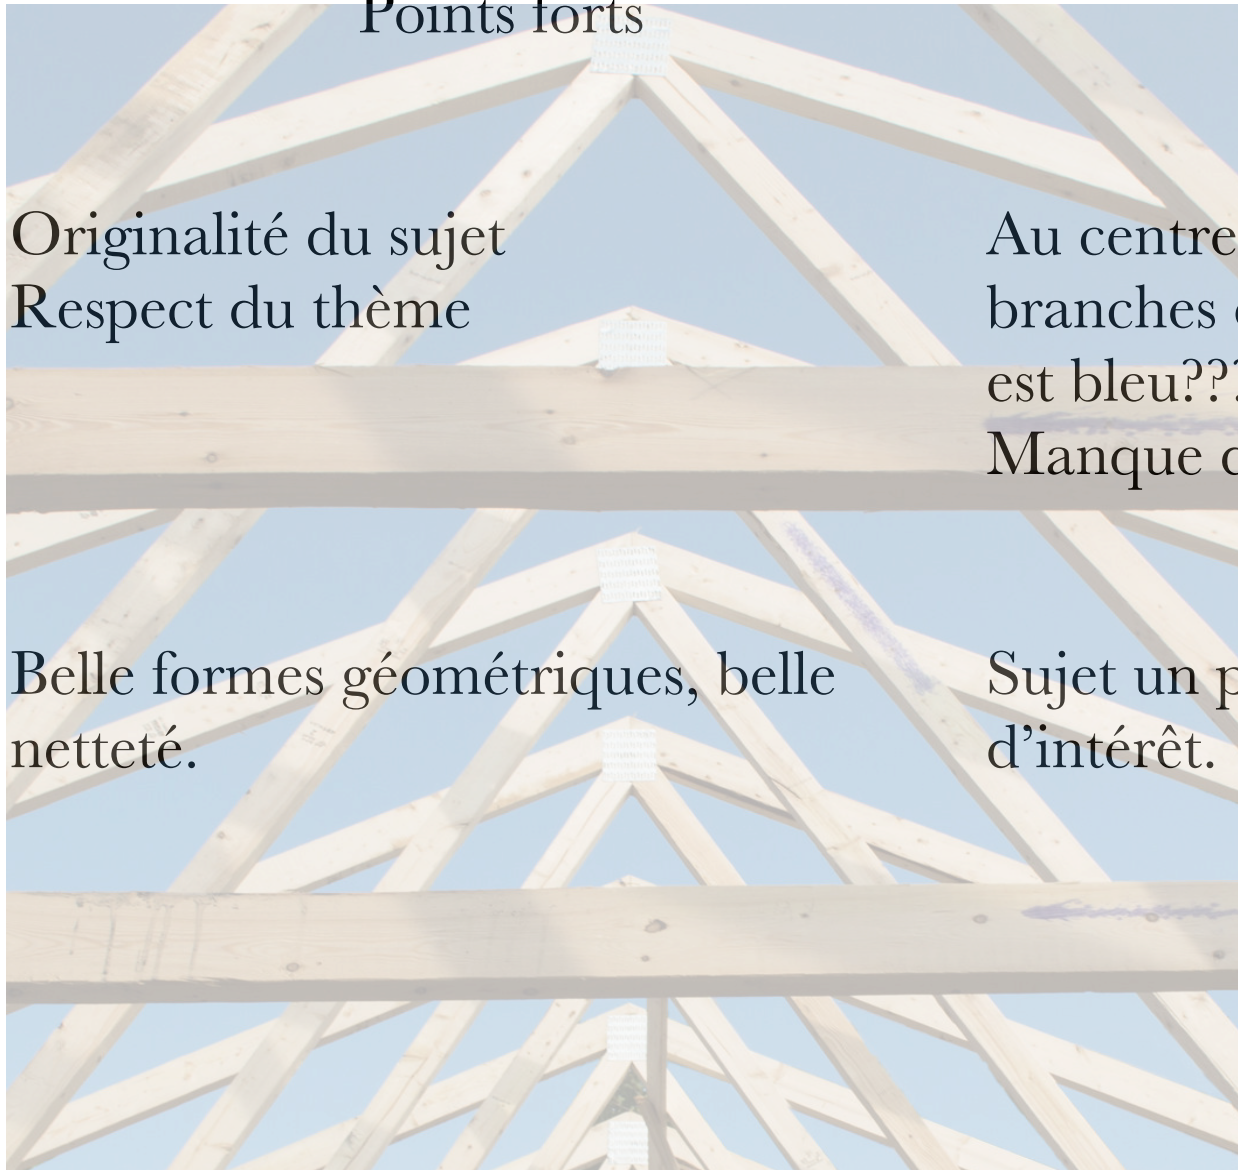 Points forts
Originalité du sujet
Respect du thème
Au centre
branches
est bleu???
Manque
Belle formes géométriques, belle
netteté.
Sujet un
d’intérêt.